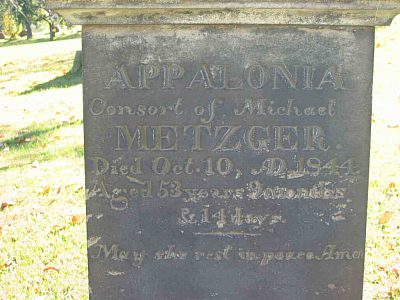 APPALONIA
Consort of Michael
METZGER.
Died Oct. 10, AD. 1844
Aged 53 years 9 months
& 14 days.
May she rest in peace Amen